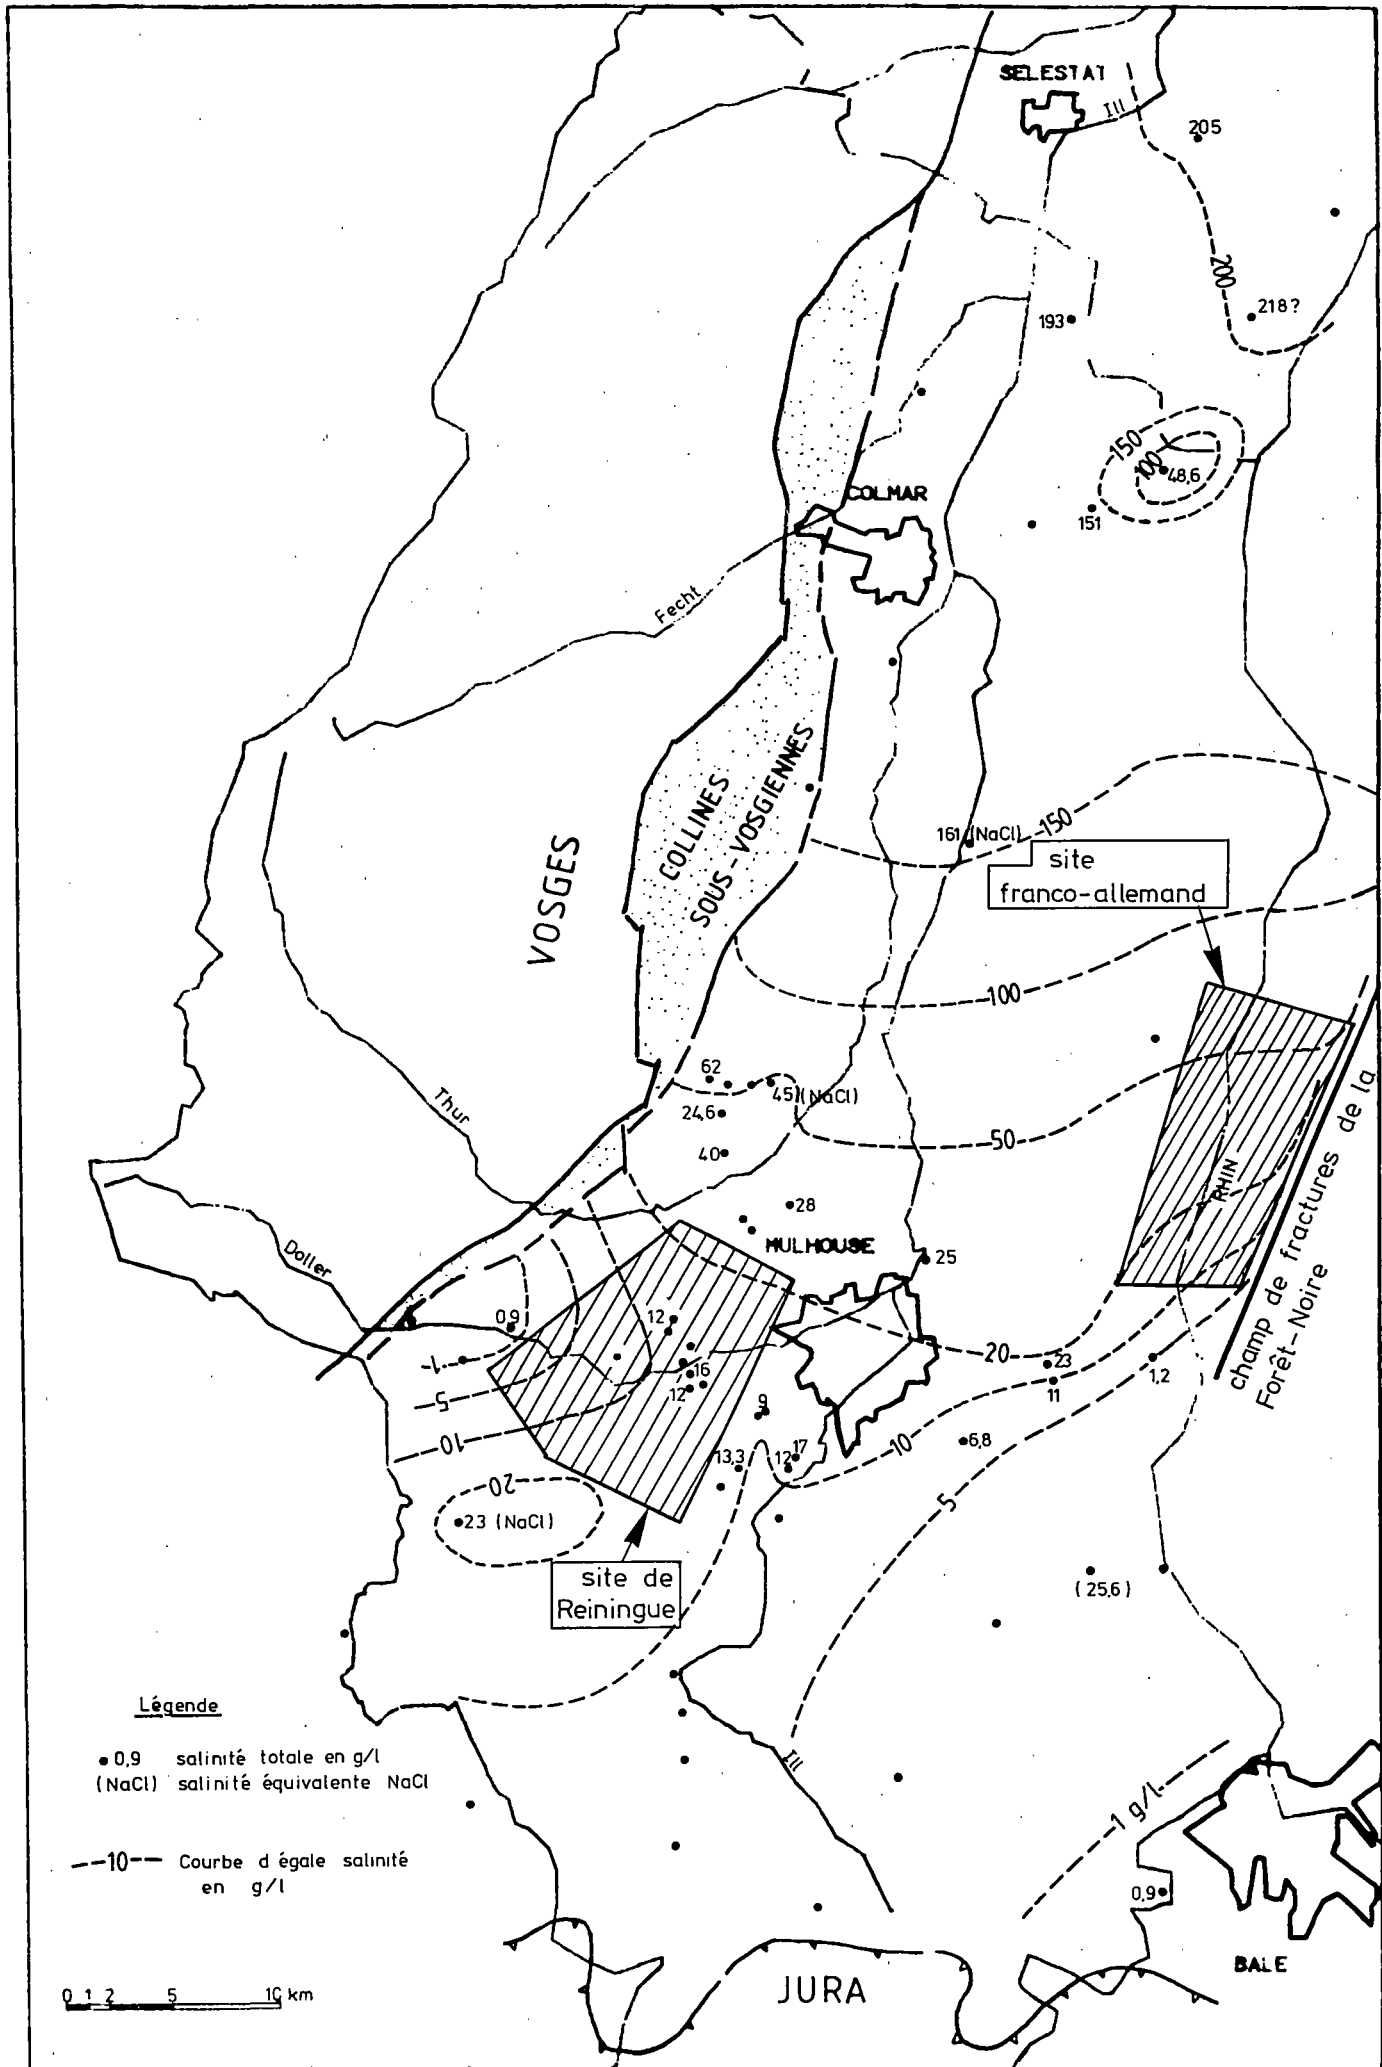 SELESTAT
Ill
205
200
218?
193
150
100
48,6
COLMAR
151
Fecht
COLLINES
SOUS-VOSGIENNES
VOSGES
161 (NaCl)
150
site
franco-allemand
100
62
45 (NaCl)
24,6
40
50
Thur
RHIN
champ de fractures de la
Forêt-Noire
28
MULHOUSE
25
Doller
0,9
12
1
16
12
20
23
11
1,2
5
9
10
10
6,8
13,3
12
17
20
23 (NaCl)
5
site de
Reiningue
(25,6)
Légende
0,9 salinité totale en g/l
(NaCl) salinité équivalente NaCl
Ill
1 g/l
--10-- Courbe d égale salinité
en g/l
0,9
BALE
JURA
0 1 2 5 10 km